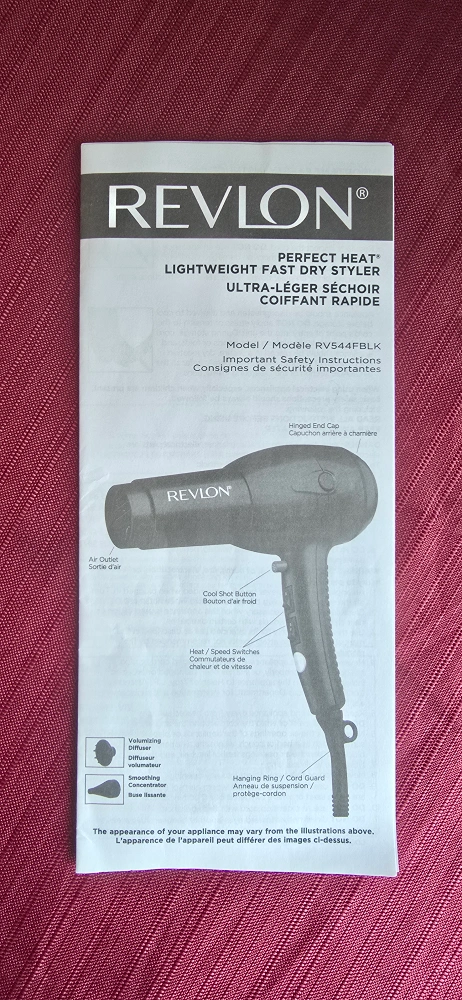 REVLON®
PERFECT HEAT®
LIGHTWEIGHT FAST DRY STYLER
ULTRA-LÉGER SÉCHOIR
COIFFANT RAPIDE
Model / Modèle RV544FBLK
Important Safety Instructions
Consignes de sécurité importantes
Hinged End Cap
Capuchon arrière à charnière
REVLON®
Air Outlet
Sortie d'air
Cool Shot Button
Bouton d'air froid
Heat / Speed Switches
Commutateurs de
chaleur et de vitesse
Volumizing
Diffuser
Diffuseur
volumateur
Smoothing
Concentrator
Buse lissante
Hanging Ring / Cord Guard
Anneau de suspension /
protège-cordon
The appearance of your appliance may vary from the illustrations above.
L'apparence de l'appareil peut différer des images ci-dessus.